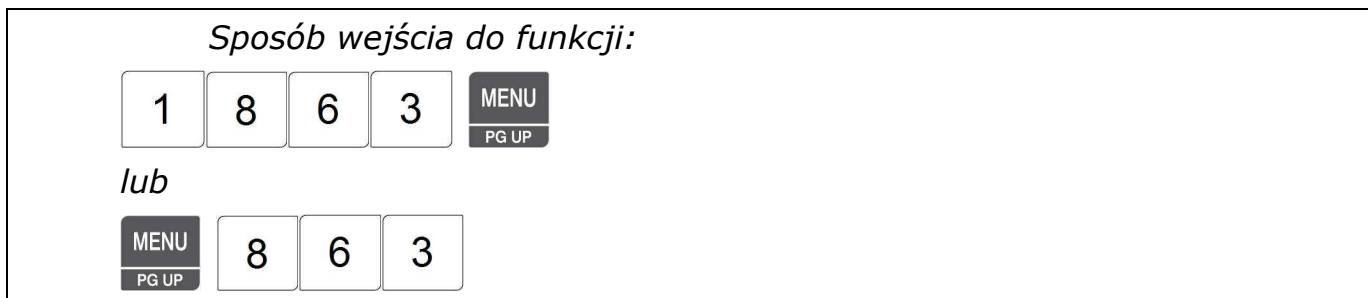 Sposób wejścia do funkcji:
1 8 6 3 MENU
PG UP
lub
MENU 8 6 3
PG UP